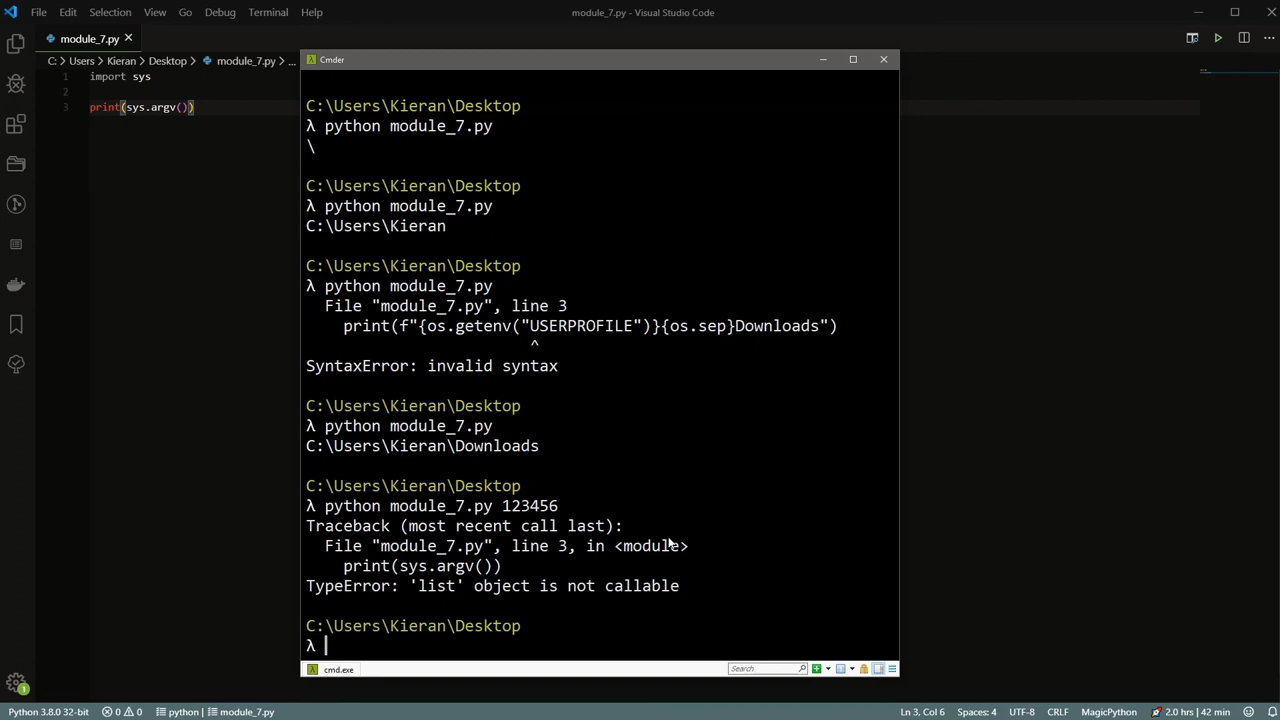 File Edit Selection View Go Debug Terminal Help
module_7.py - Visual Studio Code
module_7.py
C: > Users > Kieran > Desktop > module_7.py > ...
1 import sys
2
3 print(sys.argv())
Cmder
C:\Users\Kieran\Desktop
λ python module_7.py
\
C:\Users\Kieran\Desktop
λ python module_7.py
C:\Users\Kieran
C:\Users\Kieran\Desktop
λ python module_7.py
File "module_7.py", line 3
print(f"{os.getenv("USERPROFILE")}{os.sep}Downloads")
^
SyntaxError: invalid syntax
C:\Users\Kieran\Desktop
λ python module_7.py
C:\Users\Kieran\Downloads
C:\Users\Kieran\Desktop
λ python module_7.py 123456
Traceback (most recent call last):
File "module_7.py", line 3, in <module>
print(sys.argv())
TypeError: 'list' object is not callable
C:\Users\Kieran\Desktop
λ
cmd.exe
Search
1
Python 3.8.0 32-bit 0 0 python | module_7.py
Ln 3, Col 6 Spaces: 4 UTF-8 CRLF MagicPython 2.0 hrs | 42 min